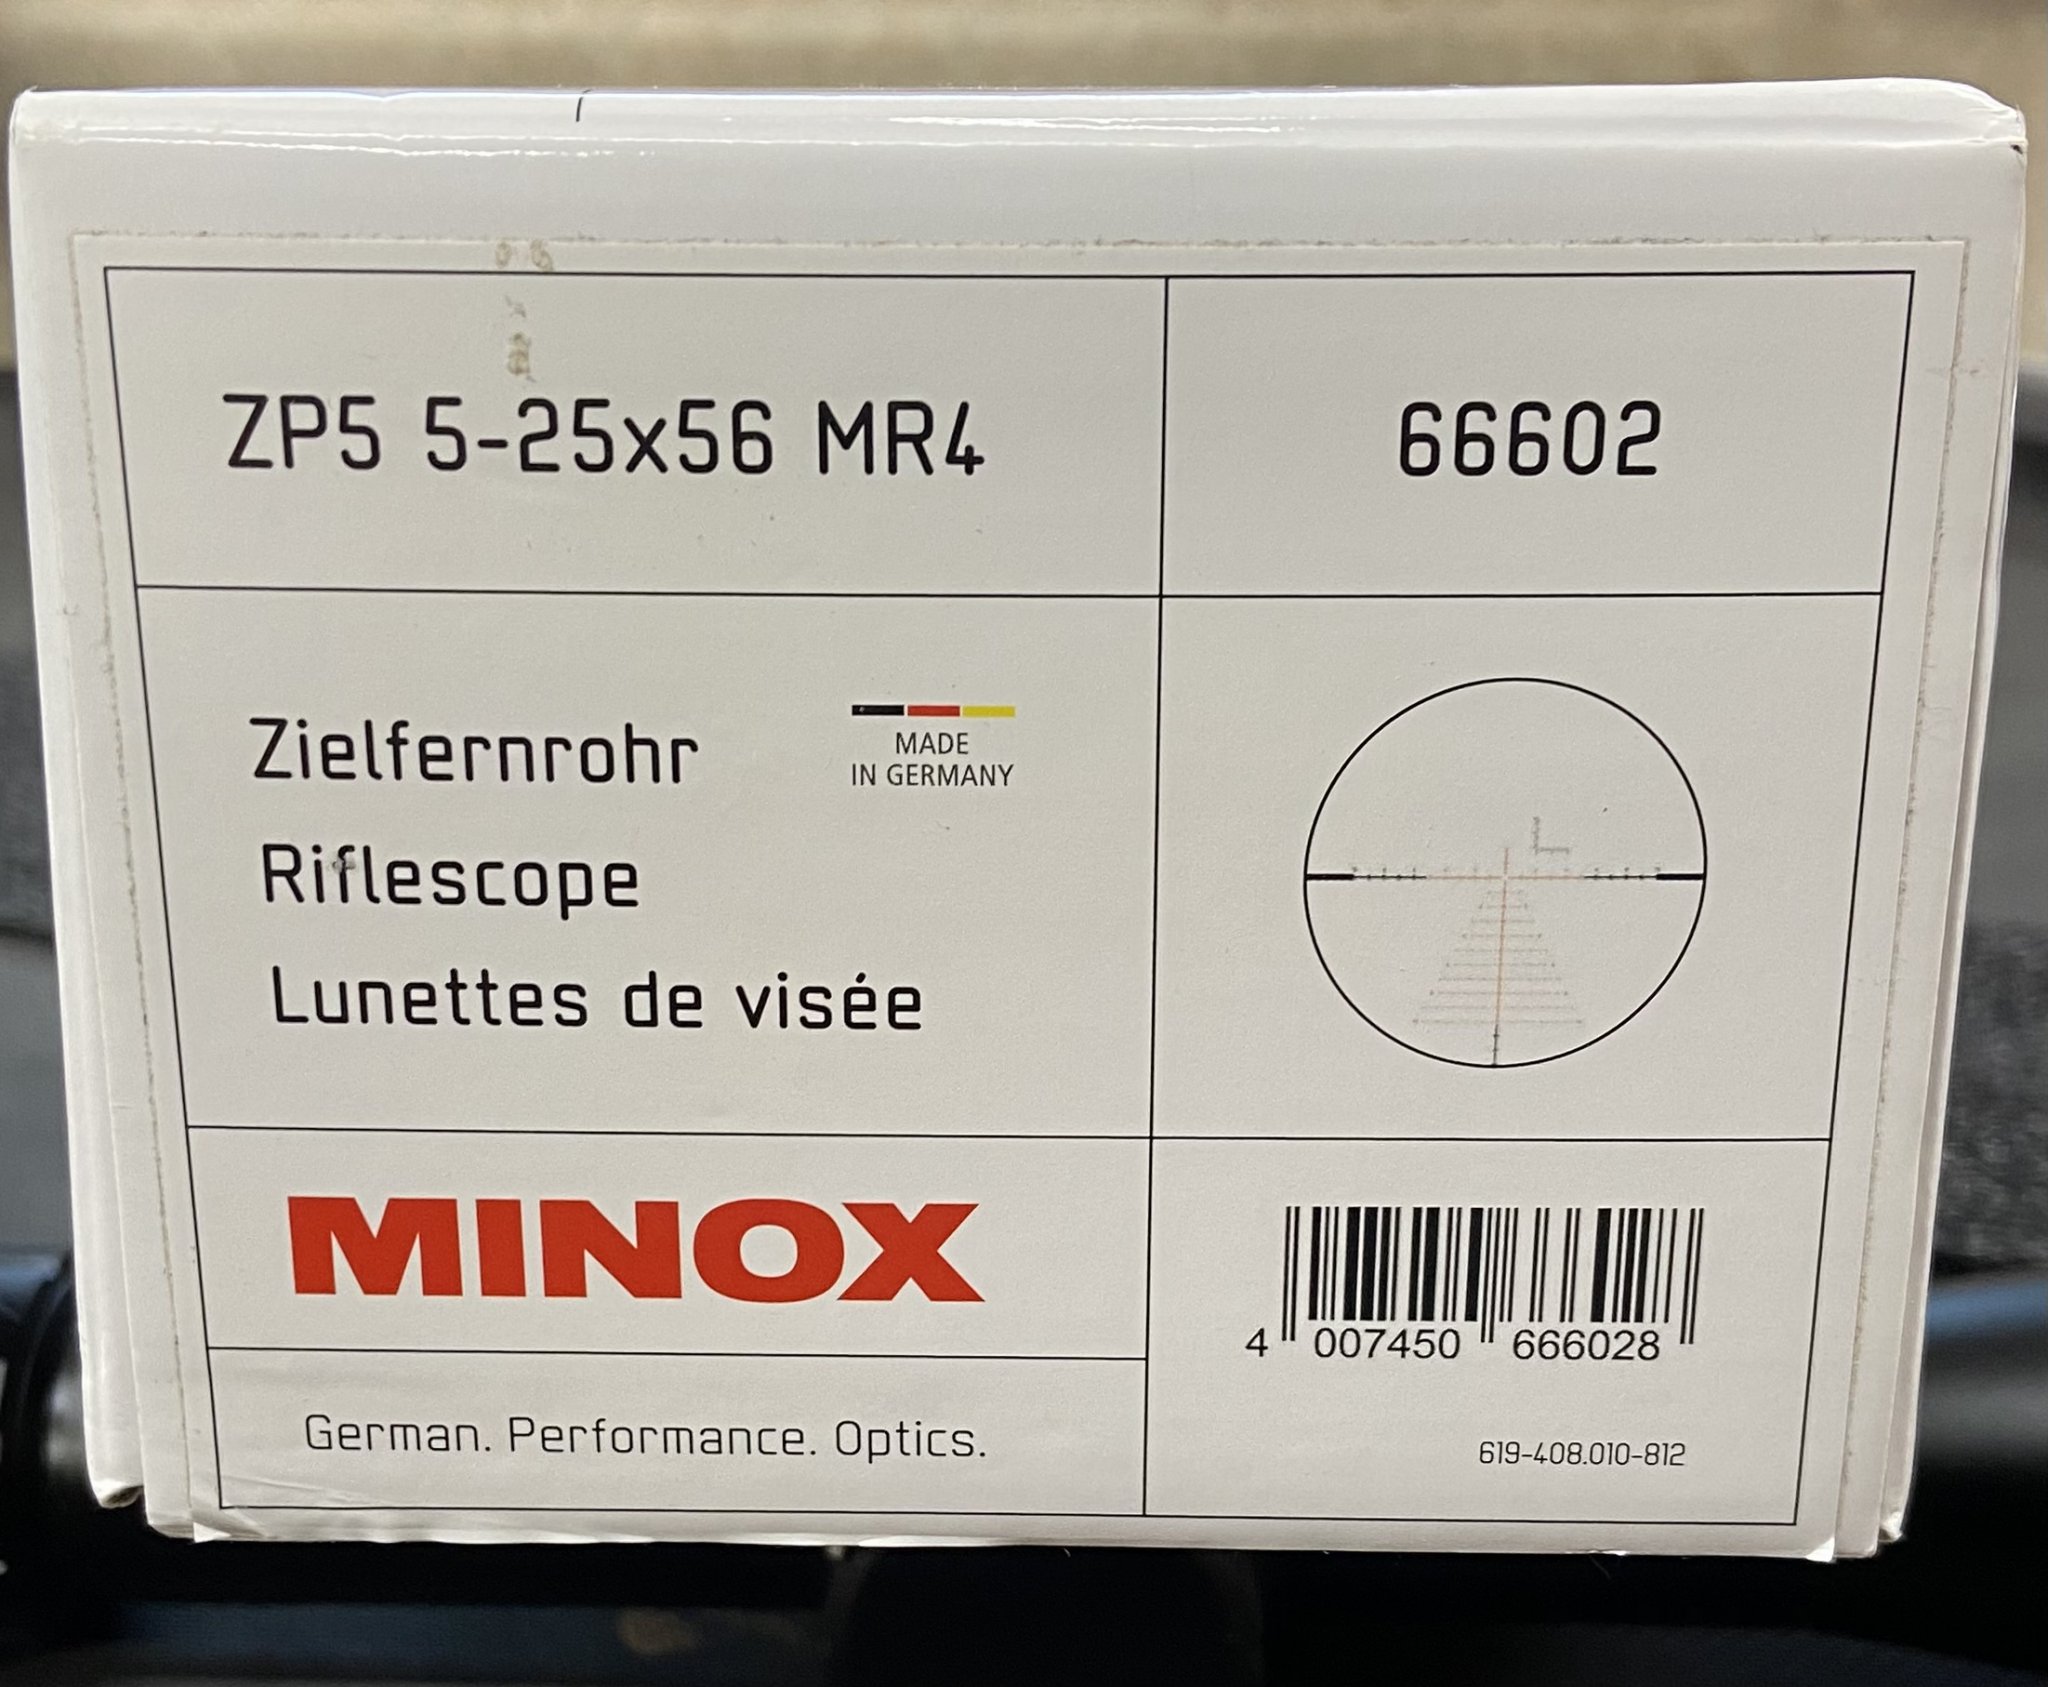 ZP5 5-25x56 MR4
66602
Zielfernrohr
MADE
IN GERMANY
Riflescope
Lunettes de visée
MINOX
4 007450 666028
German. Performance. Optics.
619-408.010-812